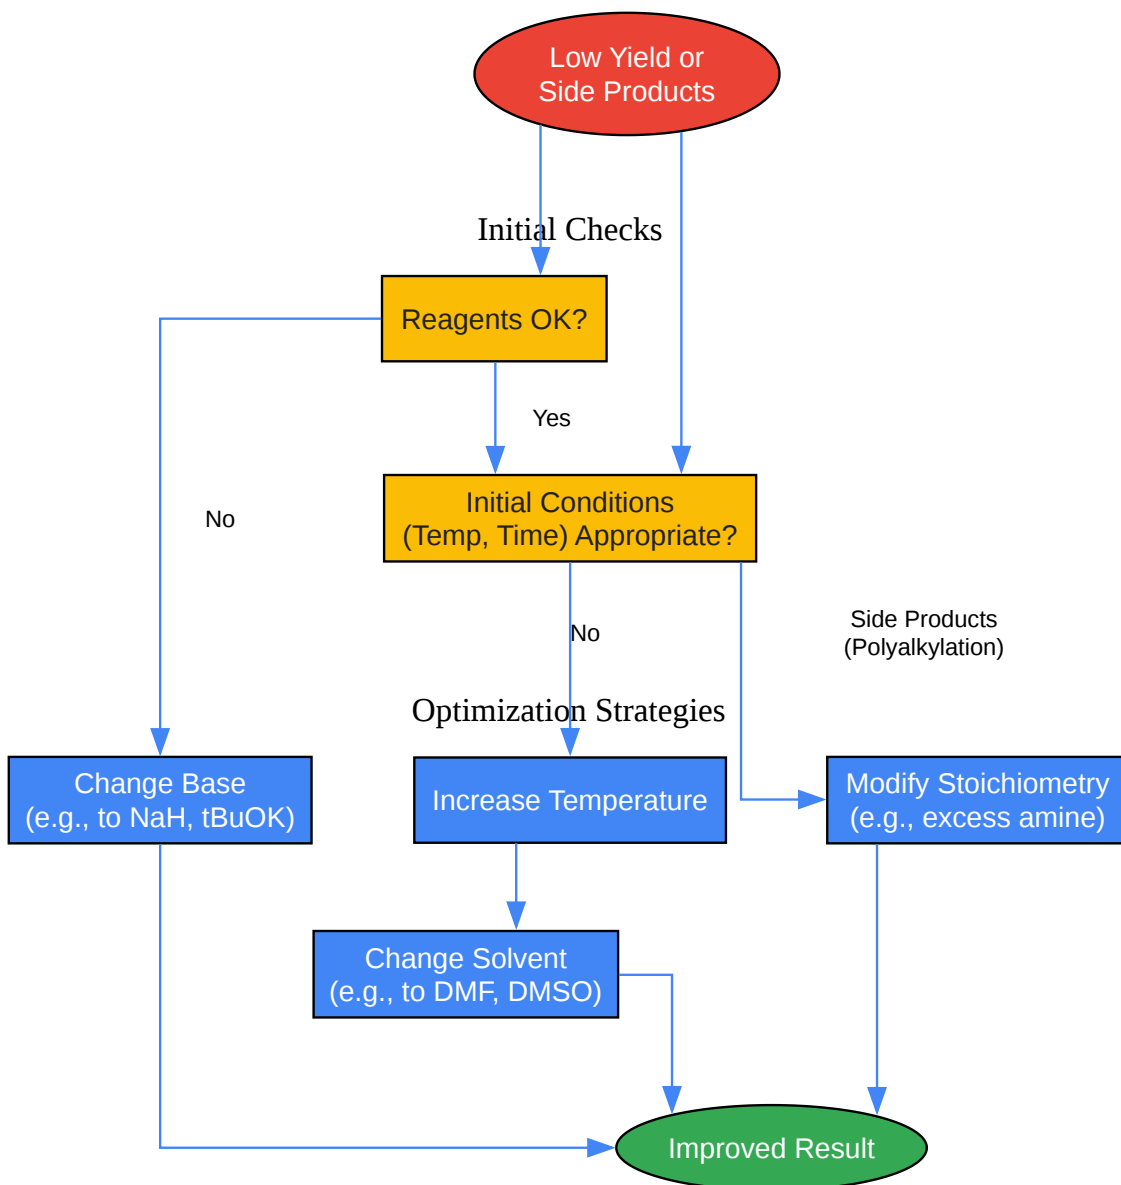 Low Yield or
Side Products
Initial Checks
Reagents OK?
Yes
Initial Conditions
(Temp, Time) Appropriate?
No
No
Side Products
(Polyalkylation)
Optimization Strategies
Change Base
(e.g., to NaH, tBuOK)
Increase Temperature
Modify Stoichiometry
(e.g., excess amine)
Change Solvent
(e.g., to DMF, DMSO)
Improved Result